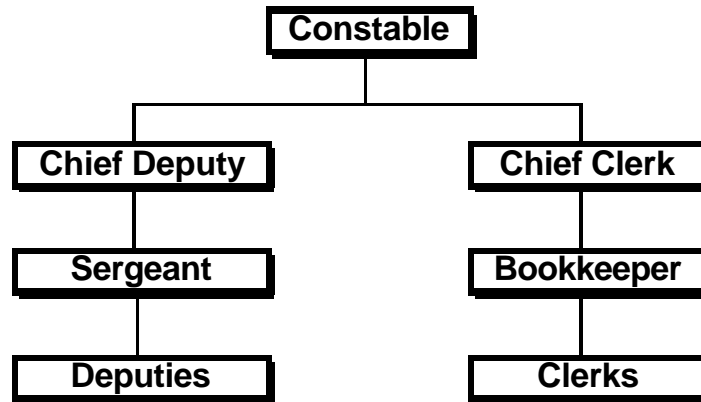 Constable
Chief Deputy
Chief Clerk
Sergeant
Bookkeeper
Deputies
Clerks